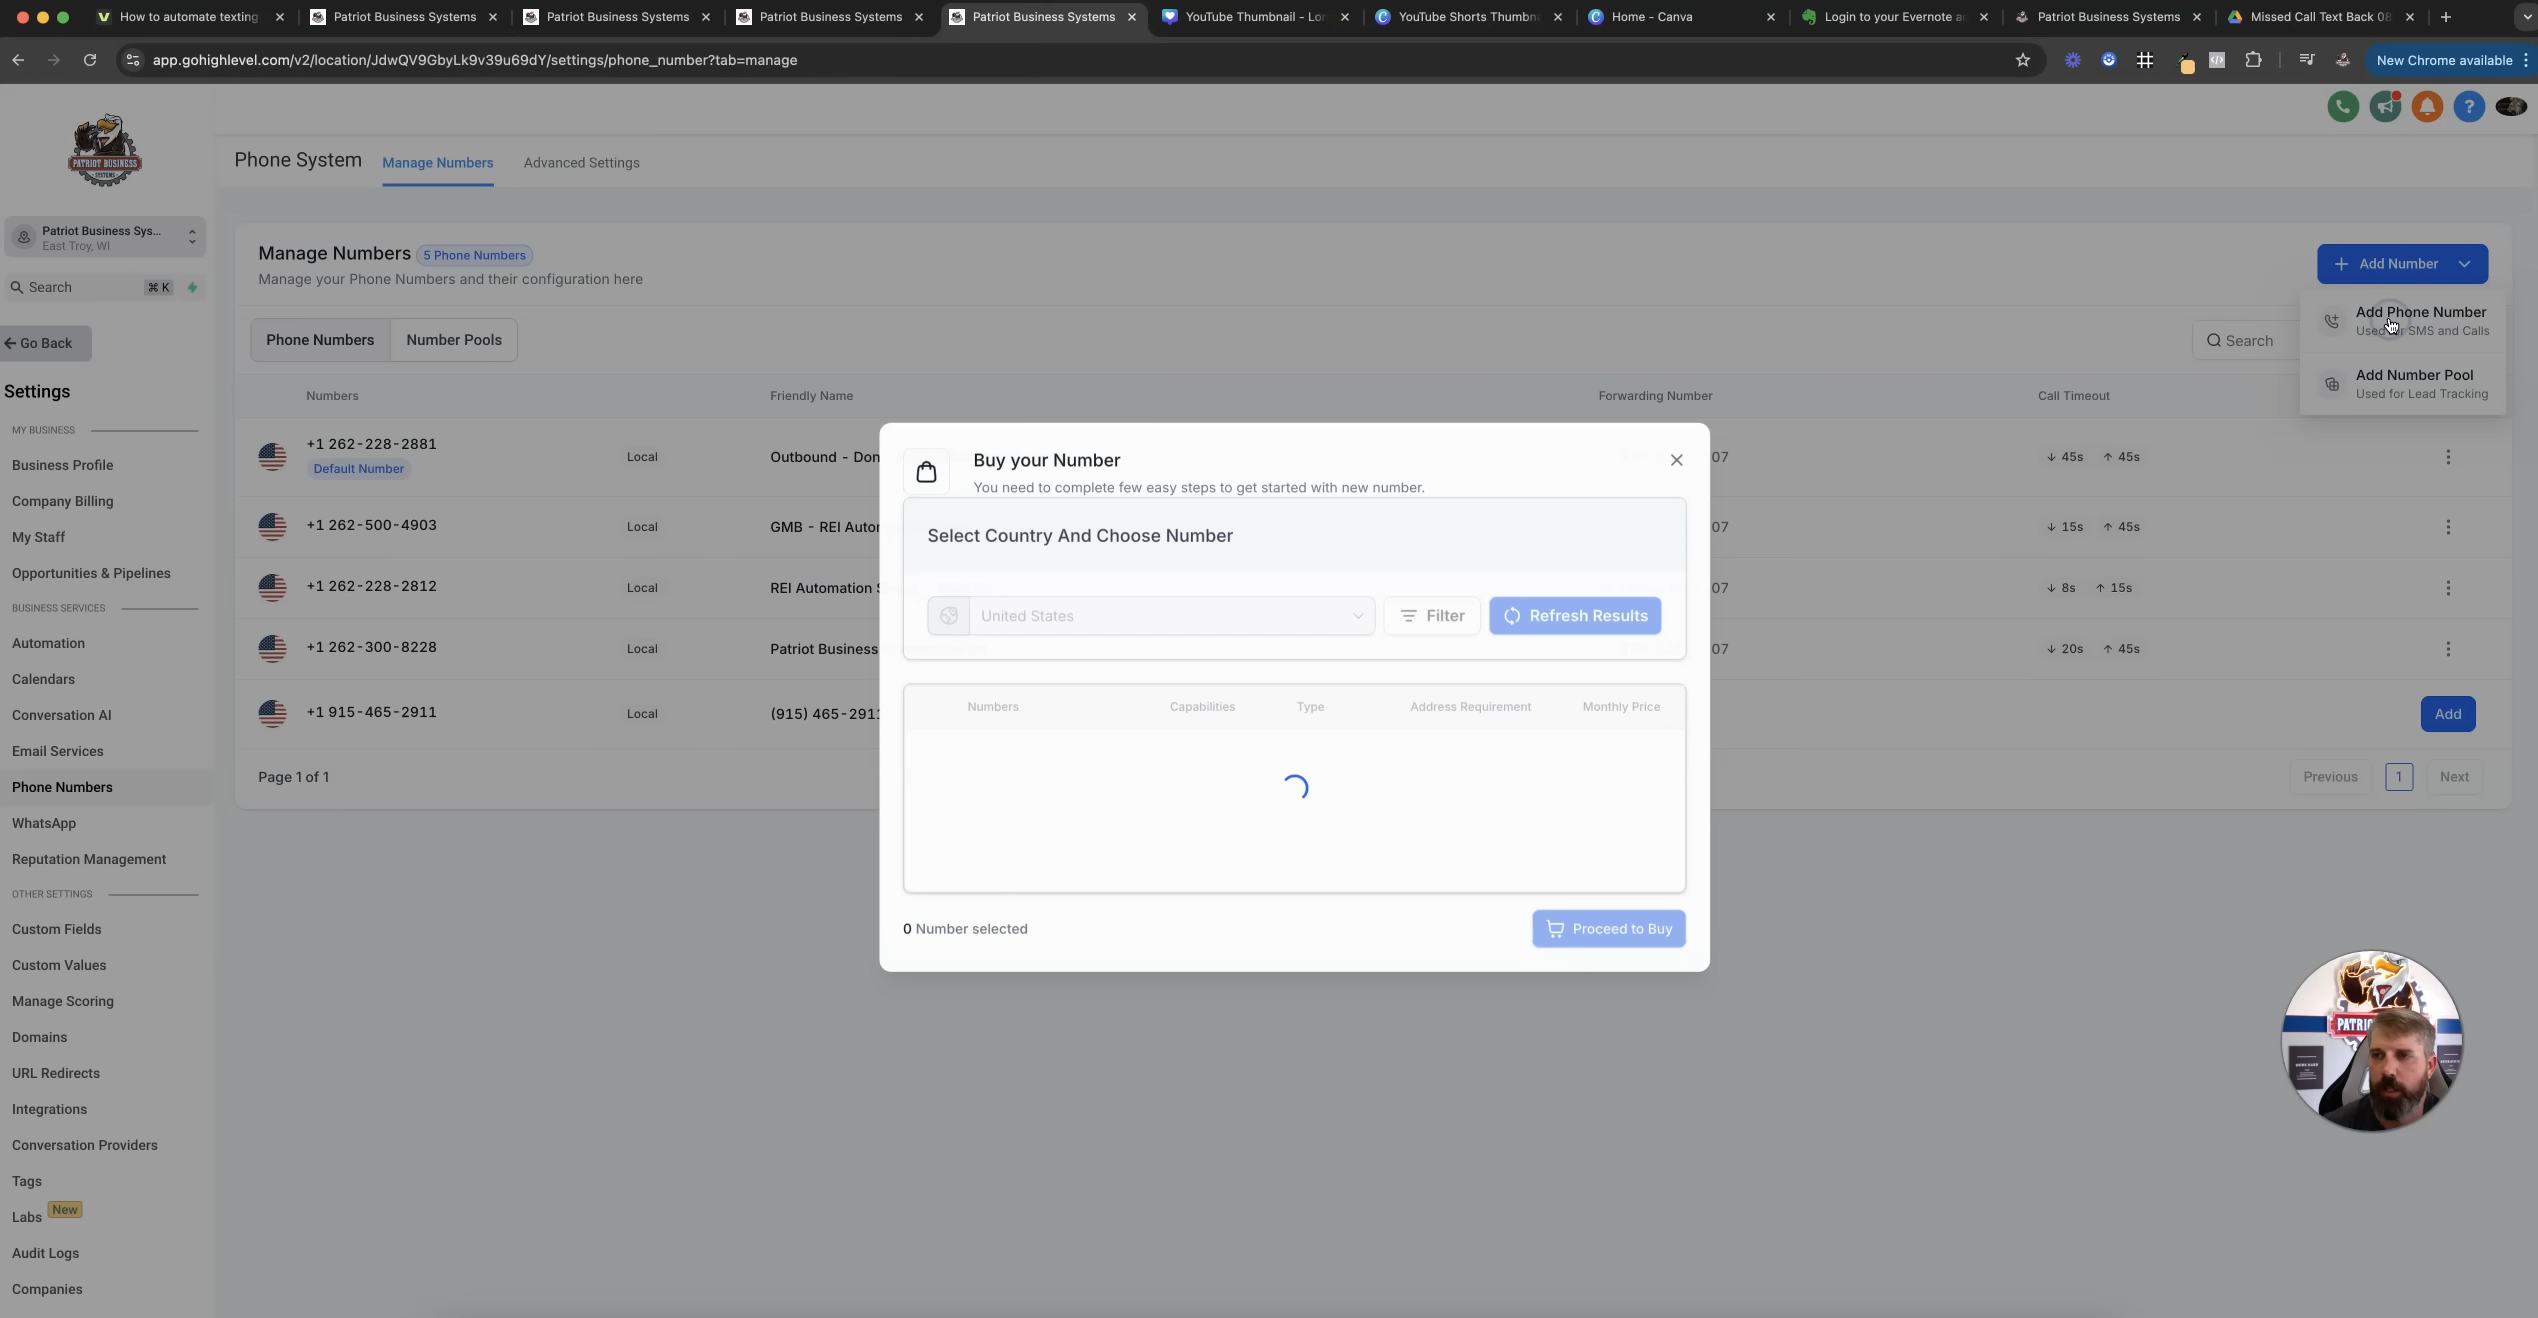 How to automate texting
Patriot Business Systems
Patriot Business Systems
Patriot Business Systems
Patriot Business Systems
YouTube Thumbnail - Lor
YouTube Shorts Thumbn
Home - Canva
Login to your Evernote a
Patriot Business Systems
Missed Call Text Back 08
app.gohighlevel.com/v2/location/JdwQV9GbyLk9v39u69dY/settings/phone_number?tab=manage
New Chrome available
PATRIOT BUSINESS
SYSTEMS
Patriot Business Sys...
East Troy, WI
Search ⌘ K
Go Back
Settings
MY BUSINESS
Business Profile
Company Billing
My Staff
Opportunities & Pipelines
BUSINESS SERVICES
Automation
Calendars
Conversation AI
Email Services
Phone Numbers
WhatsApp
Reputation Management
OTHER SETTINGS
Custom Fields
Custom Values
Manage Scoring
Domains
URL Redirects
Integrations
Conversation Providers
Tags
Labs New
Audit Logs
Companies
Phone System Manage Numbers Advanced Settings
Manage Numbers 5 Phone Numbers
Manage your Phone Numbers and their configuration here
+ Add Number
Add Phone Number
Used for SMS and Calls
Add Number Pool
Used for Lead Tracking
Phone Numbers Number Pools
Search
Numbers Friendly Name Forwarding Number Call Timeout
+1 262-228-2881 Local Outbound - Don 07 ↓ 45s ↑ 45s
Default Number
+1 262-500-4903 Local GMB - REI Autor 07 ↓ 15s ↑ 45s
+1 262-228-2812 Local REI Automation S 07 ↓ 8s ↑ 15s
+1 262-300-8228 Local Patriot Business 07 ↓ 20s ↑ 45s
+1 915-465-2911 Local (915) 465-2911 Add
Page 1 of 1 Previous 1 Next
Buy your Number
You need to complete few easy steps to get started with new number.
Select Country And Choose Number
United States Filter Refresh Results
Numbers Capabilities Type Address Requirement Monthly Price
0 Number selected Proceed to Buy